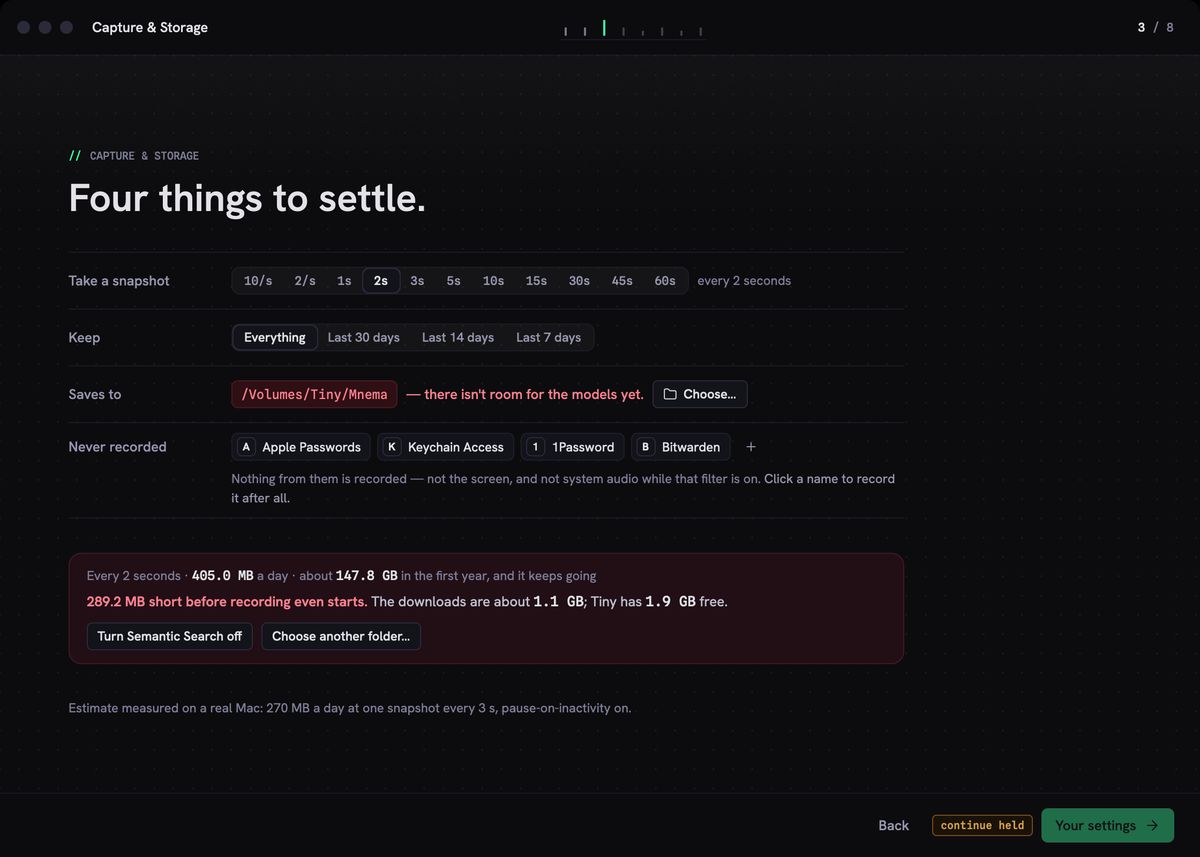 Capture & Storage
3 / 8
// CAPTURE & STORAGE
Four things to settle.
Take a snapshot 10/s 2/s 1s 2s 3s 5s 10s 15s 30s 45s 60s every 2 seconds
Keep Everything Last 30 days Last 14 days Last 7 days
Saves to /Volumes/Tiny/Mnema — there isn't room for the models yet. Choose…
Never recorded A Apple Passwords K Keychain Access 1 1Password B Bitwarden +
Nothing from them is recorded — not the screen, and not system audio while that filter is on. Click a name to record
it after all.
Every 2 seconds · 405.0 MB a day · about 147.8 GB in the first year, and it keeps going
289.2 MB short before recording even starts. The downloads are about 1.1 GB; Tiny has 1.9 GB free.
Turn Semantic Search off Choose another folder…
Estimate measured on a real Mac: 270 MB a day at one snapshot every 3 s, pause-on-inactivity on.
Back continue held Your settings →